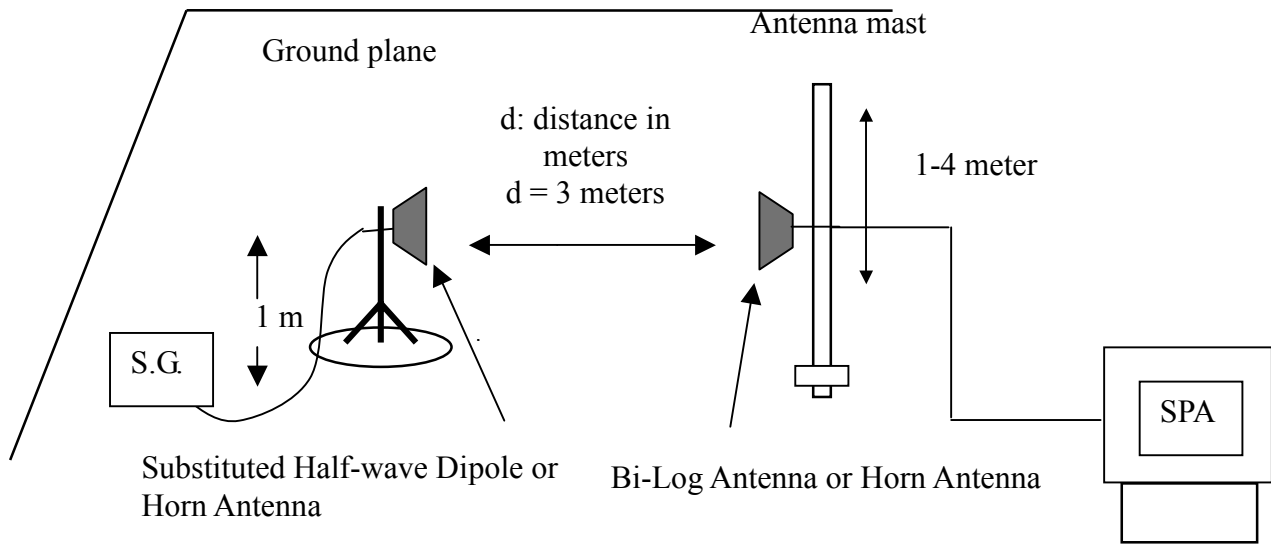 Antenna mast
Ground plane
d: distance in
meters
d = 3 meters
1-4 meter
1 m
S.G.
SPA
Substituted Half-wave Dipole or
Horn Antenna
Bi-Log Antenna or Horn Antenna